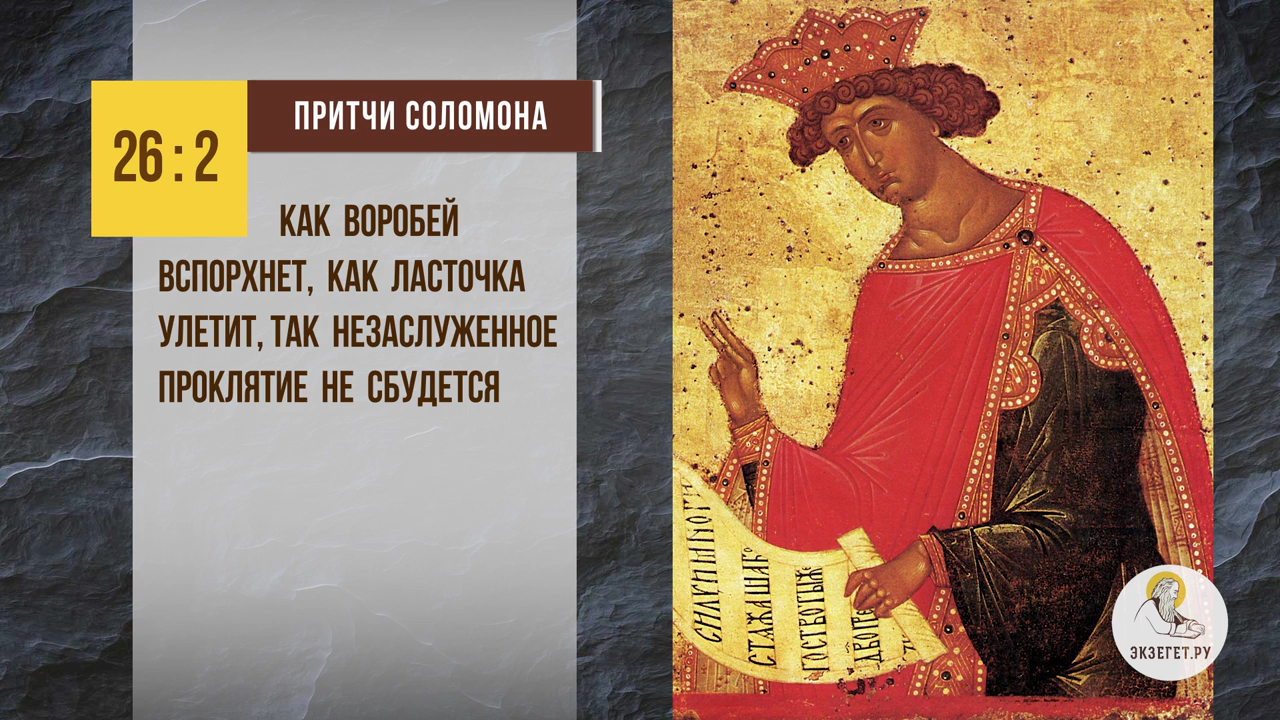 26 : 2
ПРИТЧИ СОЛОМОНА
КАК ВОРОБЕЙ
ВСПОРХНЕТ, КАК ЛАСТОЧКА
УЛЕТИТ, ТАК НЕЗАСЛУЖЕННОЕ
ПРОКЛЯТИЕ НЕ СБУДЕТСЯ
ЭКЗЕГЕТ.РУ